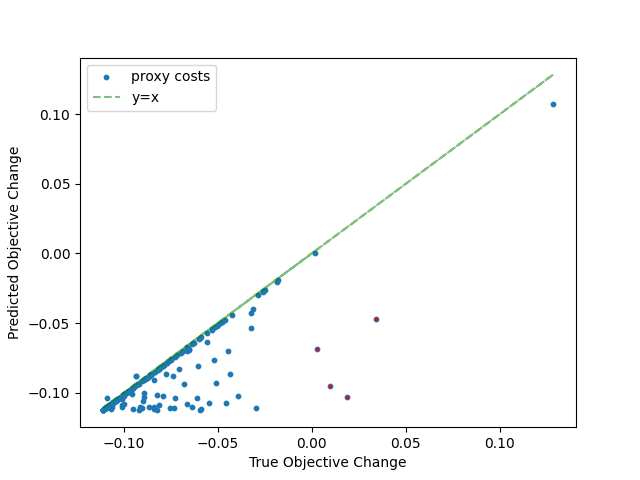 proxy costs
y=x
0.10
0.05
0.00
−0.05
−0.10
Predicted Objective Change
−0.10
−0.05
0.00
0.05
0.10
True Objective Change